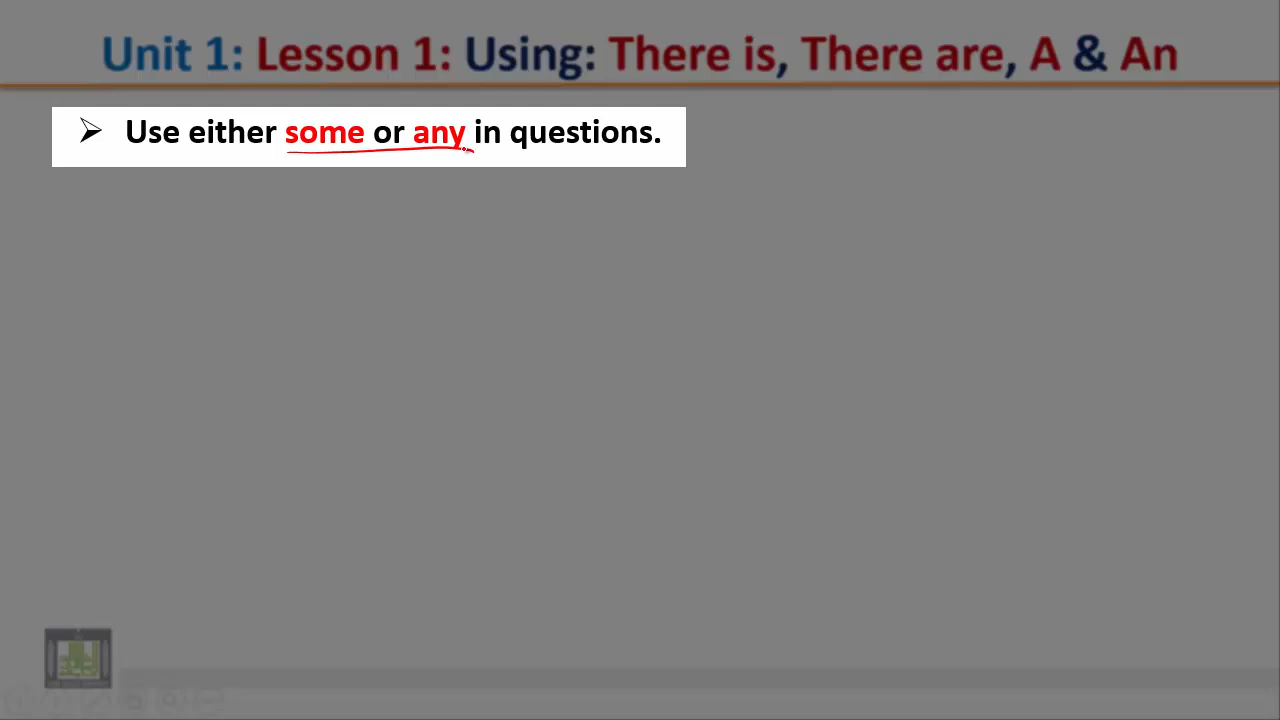 Unit 1: Lesson 1: Using: There is, There are, A & An
➢ Use either some or any in questions.